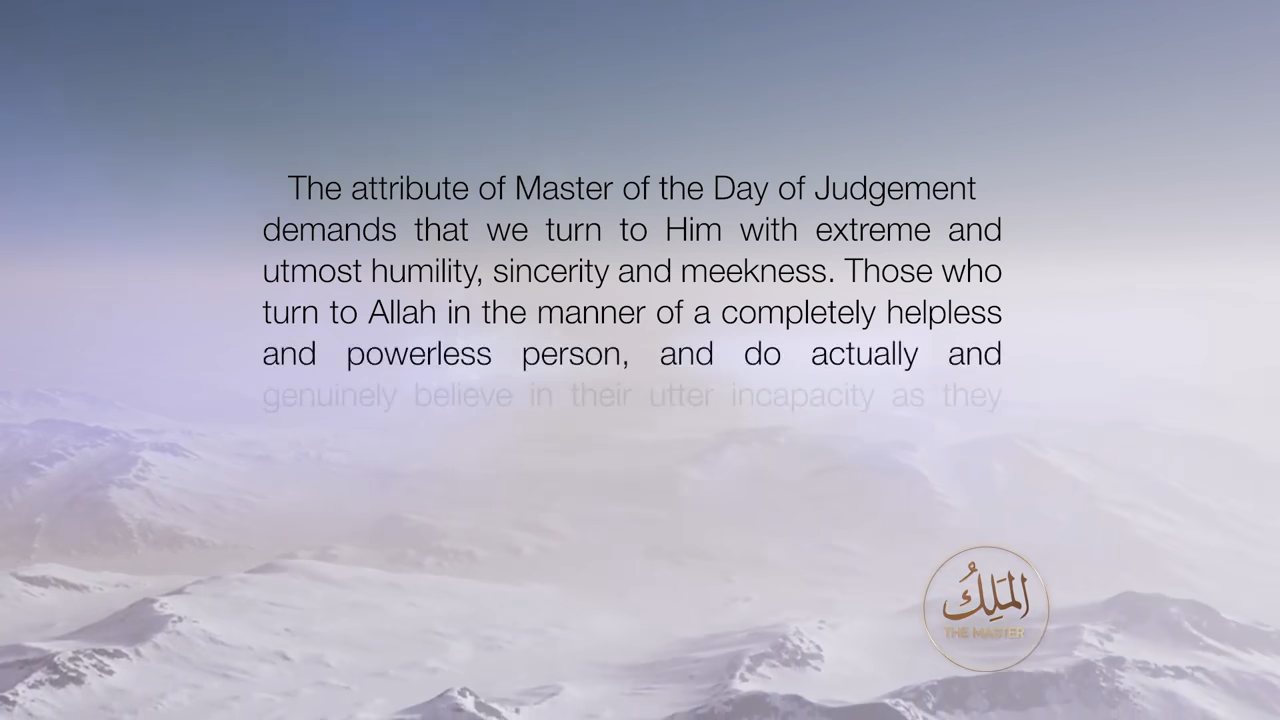 The attribute of Master of the Day of Judgement
demands that we turn to Him with extreme and
utmost humility, sincerity and meekness. Those who
turn to Allah in the manner of a completely helpless
and powerless person, and do actually and
genuinely believe in their utter incapacity as they
المَلِكُ
THE MASTER